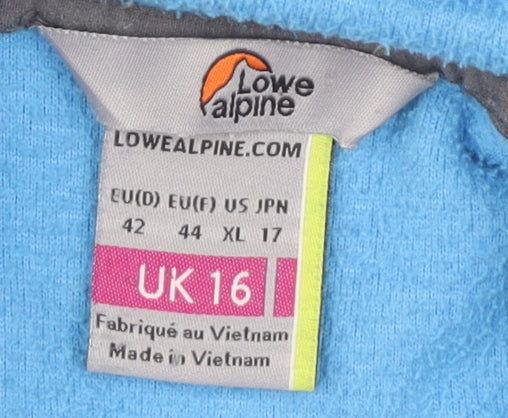 Lowe
alpine
LOWEALPINE.COM
EU(D) EU(F) US JPN
42 44 XL 17
UK 16
Fabriqué au Vietnam
Made in Vietnam